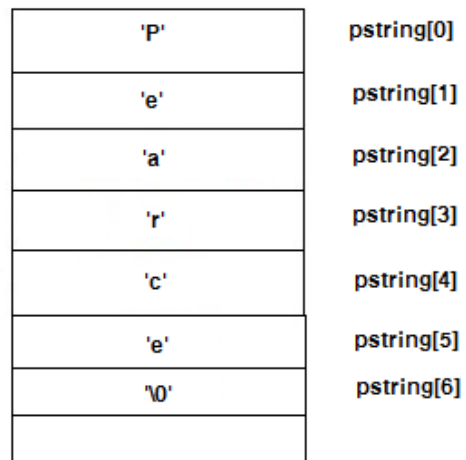 'P' pstring[0]
'e' pstring[1]
'a' pstring[2]
'r' pstring[3]
'c' pstring[4]
'e' pstring[5]
'\0' pstring[6]